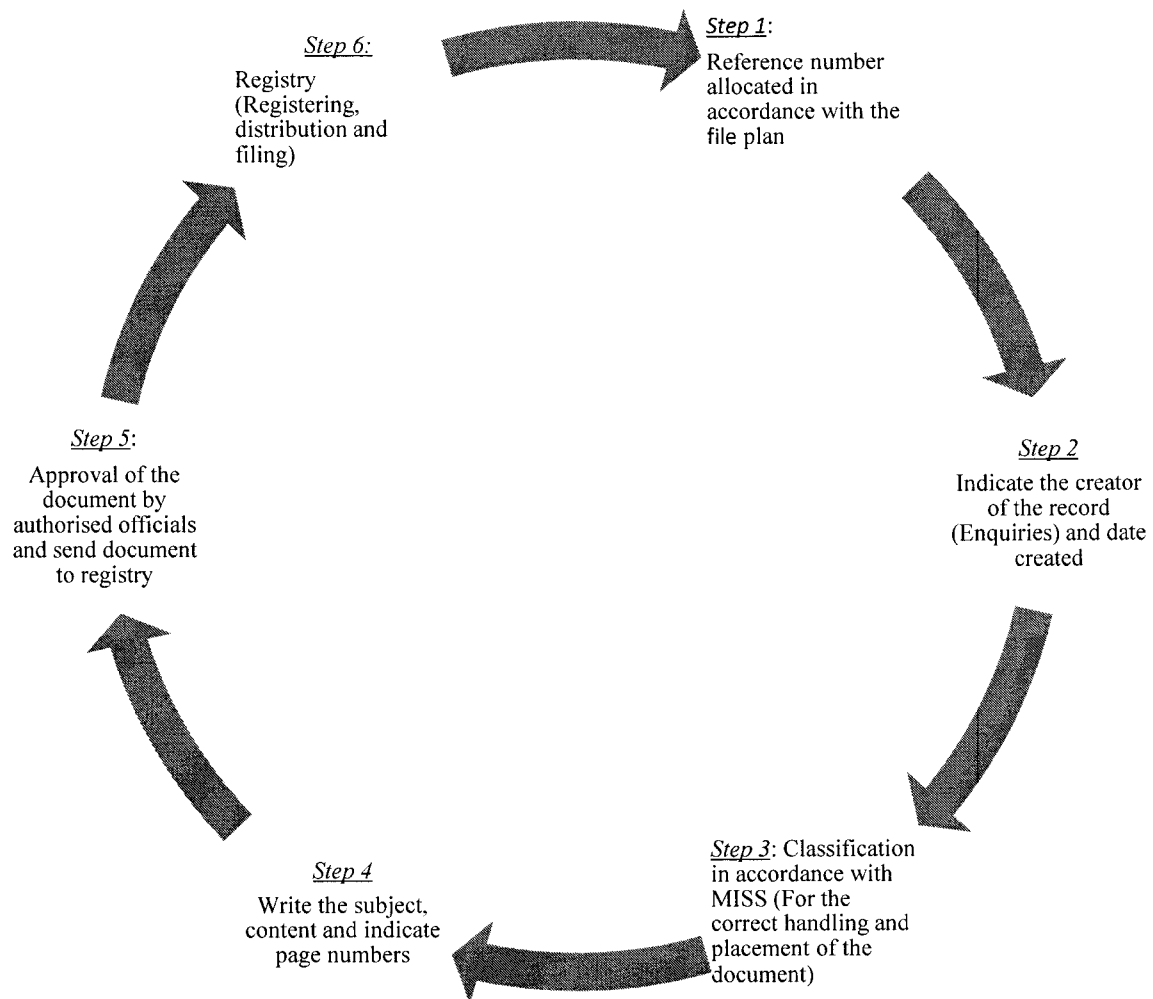 Step 1:
Reference number
allocated in
accordance with the
file plan
Step 2
Indicate the creator
of the record
(Enquiries) and date
created
Step 3: Classification
in accordance with
MISS (For the
correct handling and
placement of the
document)
Step 4
Write the subject,
content and indicate
page numbers
Step 5:
Approval of the
document by
authorised officials
and send document
to registry
Step 6:
Registry
(Registering,
distribution and
filing)